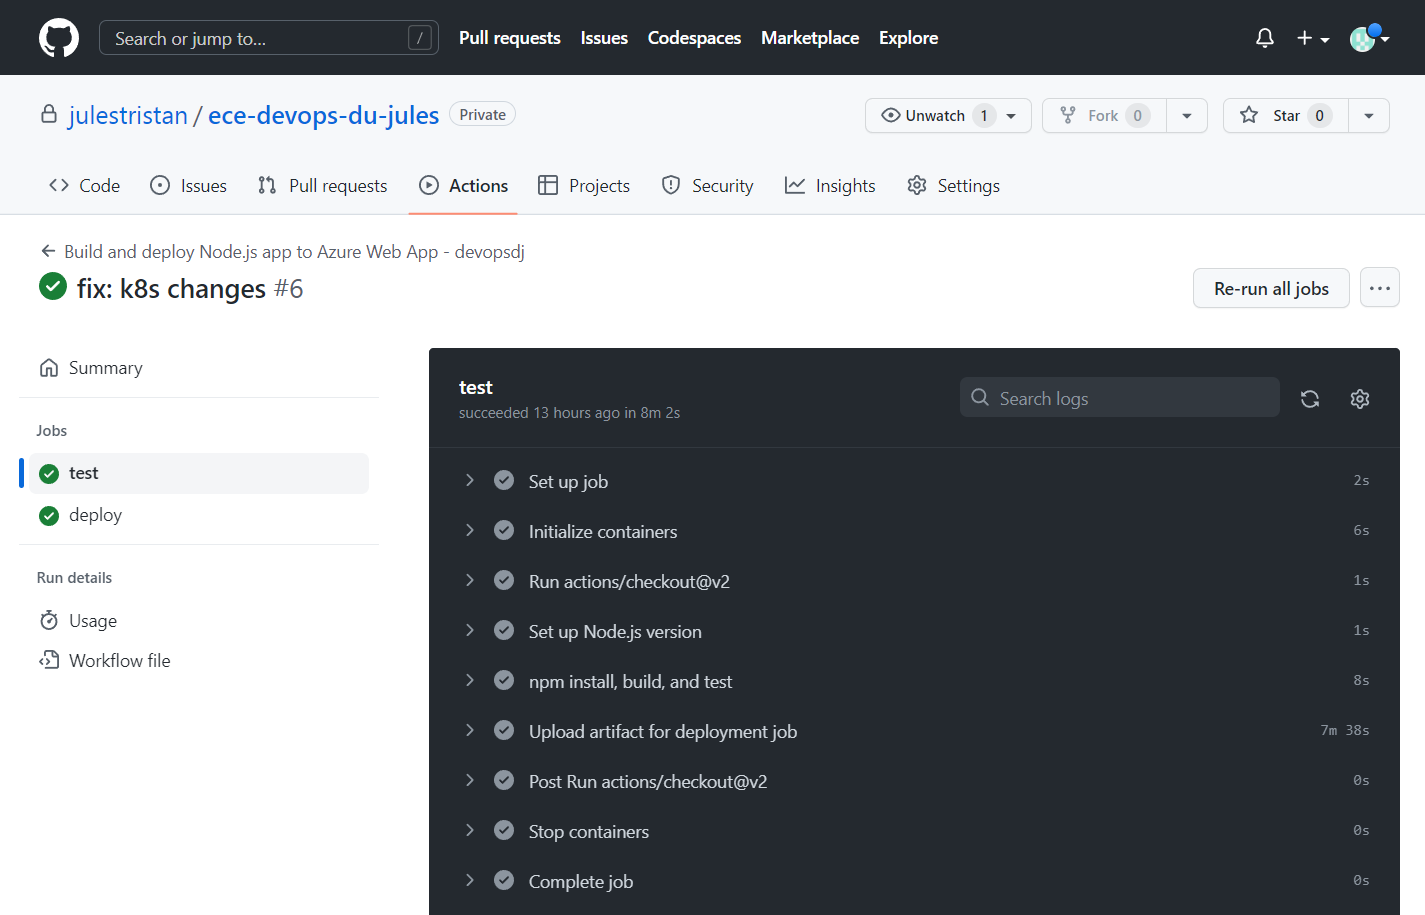 Search or jump to... / Pull requests Issues Codespaces Marketplace Explore
julestristan / ece-devops-du-jules Private Unwatch 1 Fork 0 Star 0
Code Issues Pull requests Actions Projects Security Insights Settings
Build and deploy Node.js app to Azure Web App - devopsdj
fix: k8s changes #6
Re-run all jobs ...
Summary
Jobs
test
deploy
Run details
Usage
Workflow file
test
succeeded 13 hours ago in 8m 2s
Search logs
Set up job 2s
Initialize containers 6s
Run actions/checkout@v2 1s
Set up Node.js version 1s
npm install, build, and test 8s
Upload artifact for deployment job 7m 38s
Post Run actions/checkout@v2 0s
Stop containers 0s
Complete job 0s